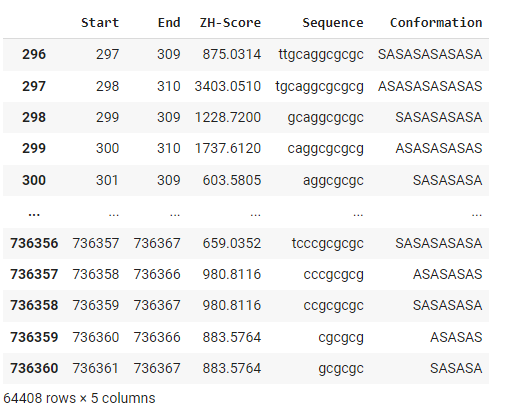 Start End ZH-Score Sequence Conformation
296 297 309 875.0314 ttgcaggcgcgc SASASASASASA
297 298 310 3403.0510 tgcaggcgcgcg ASASASASASAS
298 299 309 1228.7200 gcaggcgcgc SASASASASA
299 300 310 1737.6120 caggcgcgcg ASASASASAS
300 301 309 603.5805 aggcgcgc SASASASA
... ... ... ... ... ...
736356 736357 736367 659.0352 tcccgcgcgc SASASASASA
736357 736358 736366 980.8116 cccgcgcg ASASASAS
736358 736359 736367 980.8116 ccgcgcgc SASASASA
736359 736360 736366 883.5764 cgcgcg ASASAS
736360 736361 736367 883.5764 gcgcgc SASASA
64408 rows × 5 columns